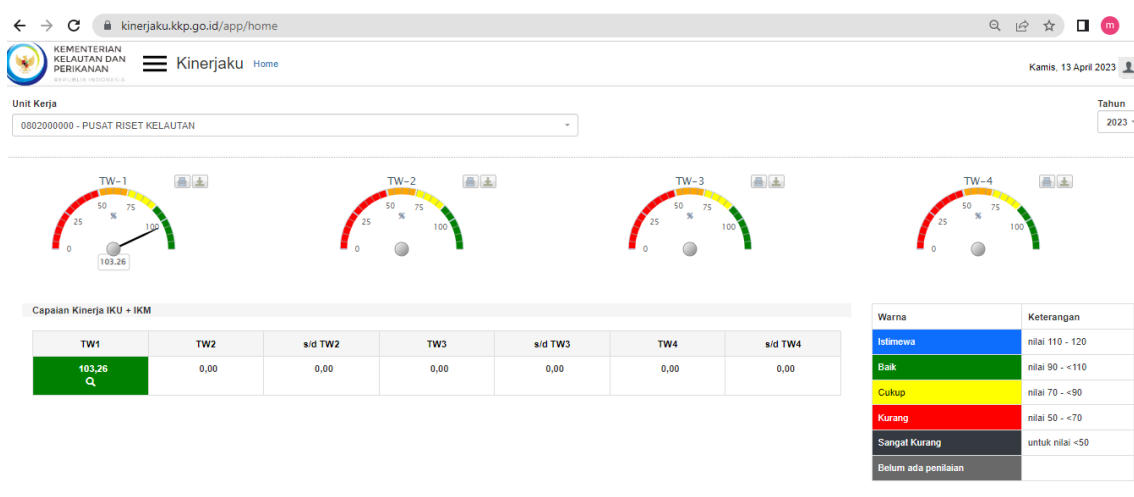 kinerjaku.kkp.go.id/app/home
m
KEMENTERIAN
KELAUTAN DAN
PERIKANAN
REPUBLIK INDONESIA
Kinerjaku Home
Kamis, 13 April 2023
Unit Kerja
Tahun
0802000000 - PUSAT RISET KELAUTAN
2023
TW-1
0 25 50 75 100
%
103.26
TW-2
0 25 50 75 100
%
TW-3
0 25 50 75 100
%
TW-4
0 25 50 75 100
%
Capaian Kinerja IKU + IKM
TW1 TW2 s/d TW2 TW3 s/d TW3 TW4 s/d TW4
103,26 0,00 0,00 0,00 0,00 0,00 0,00
Warna Keterangan
Istimewa nilai 110 - 120
Baik nilai 90 - <110
Cukup nilai 70 - <90
Kurang nilai 50 - <70
Sangat Kurang untuk nilai <50
Belum ada penilaian